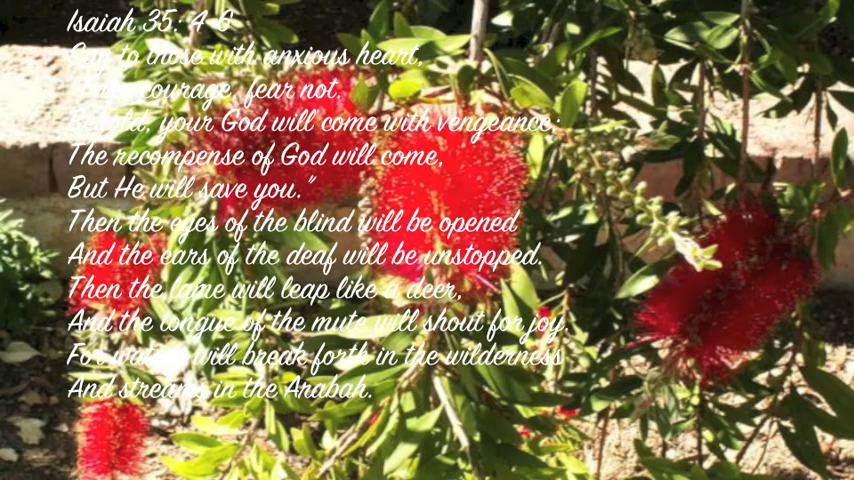 Isaiah 35: 4-6
Say to those with anxious heart,
courage, fear not.
Behold, your God will come with vengeance;
The recompense of God will come,
But He will save you.”
Then the eyes of the blind will be opened
And the ears of the deaf will be unstopped.
Then the lame will leap like a deer,
And the tongue of the mute will shout for joy.
For waters will break forth in the wilderness
And streams in the Arabah.